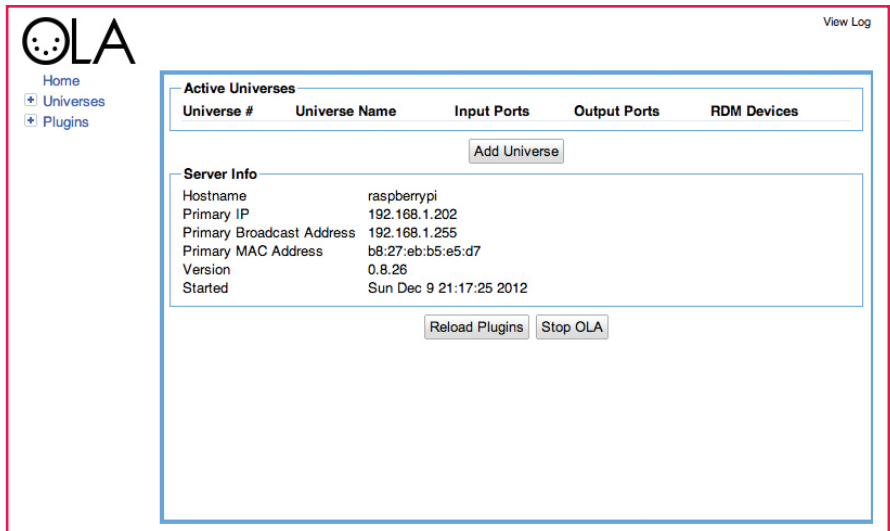 View Log
OLA
Home
Universes
Plugins
Active Universes
Universe # Universe Name Input Ports Output Ports RDM Devices
Add Universe
Server Info
Hostname raspberrypi
Primary IP 192.168.1.202
Primary Broadcast Address 192.168.1.255
Primary MAC Address b8:27:eb:b5:e5:d7
Version 0.8.26
Started Sun Dec 9 21:17:25 2012
Reload Plugins Stop OLA